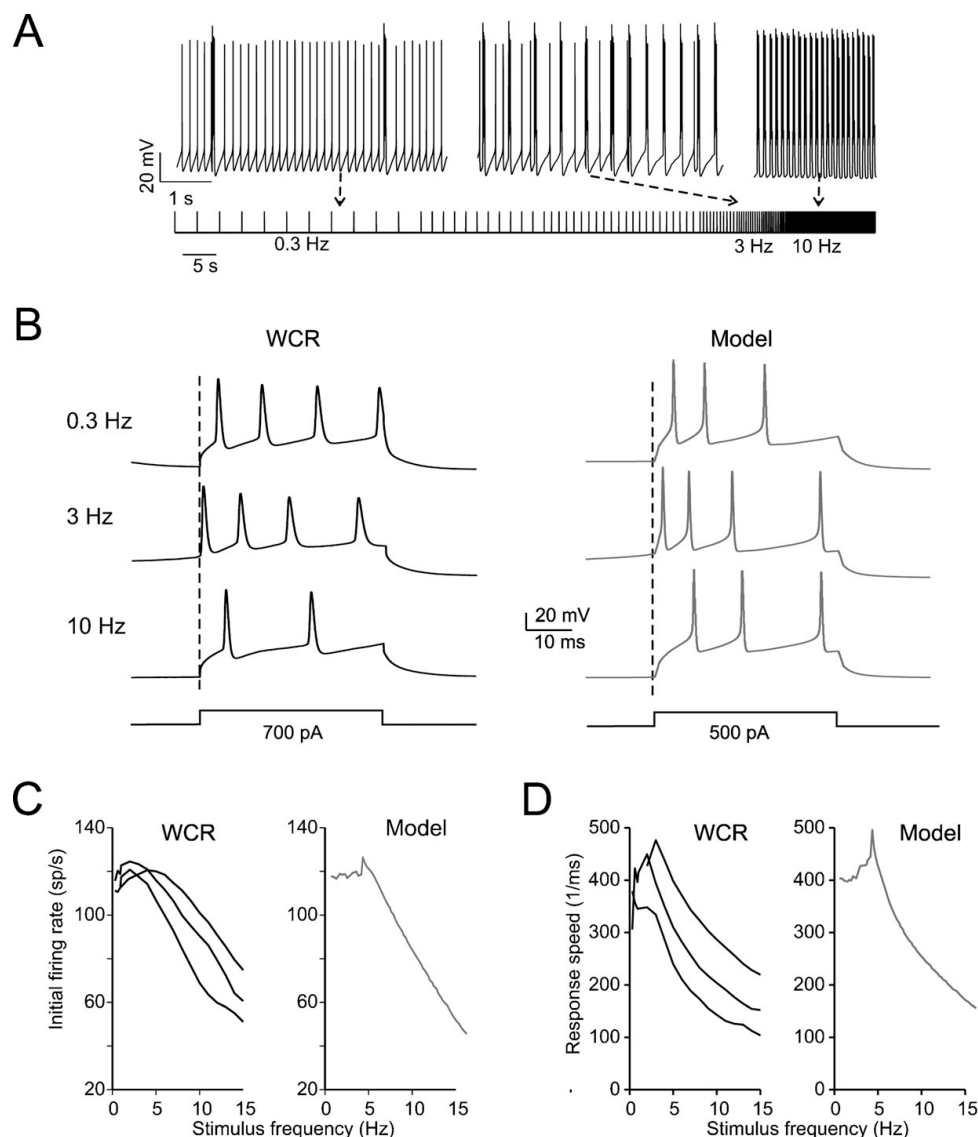 A
20 mV
1 s
0.3 Hz
3 Hz
10 Hz
5 s
B
WCR
Model
0.3 Hz
3 Hz
10 Hz
20 mV
10 ms
700 pA
500 pA
C
WCR
Model
Initial firing rate (sp/s)
140
100
60
20
0
5
10
15
0
5
10
15
Stimulus frequency (Hz)
D
WCR
Model
Response speed (1/ms)
500
400
300
200
100
0
-
500
400
300
200
100
0
0
5
10
15
0
5
10
15
Stimulus frequency (Hz)
140
100
60
20